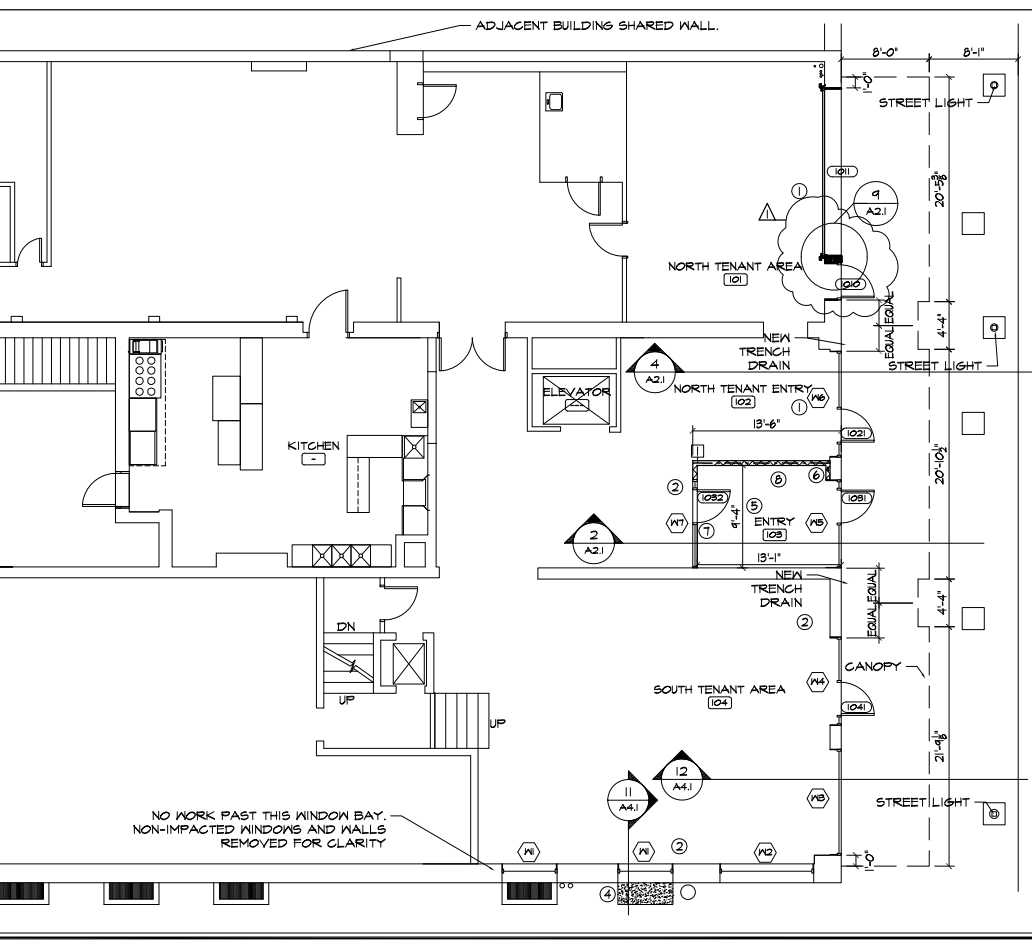 ADJACENT BUILDING SHARED WALL.
8'-0"
8'-1"
1'-0"
STREET LIGHT
1011
1
9
A2.1
1
20'-5 3/8"
NORTH TENANT AREA
101
1010
EQUAL EQUAL
4'-4"
NEW
TRENCH
DRAIN
STREET LIGHT
4
A2.1
ELEVATOR
--
NORTH TENANT ENTRY
102
W6
1
13'-6"
1021
KITCHEN
-
1
20'-10 1/2"
2
8
6
1032
5
1031
W7
7
9'-4"
ENTRY
103
W5
2
A2.1
13'-1"
NEW
TRENCH
DRAIN
EQUAL EQUAL
4'-4"
2
DN
UP
CANOPY
SOUTH TENANT AREA
104
W4
1041
UP
21'-9 1/8"
12
A4.1
11
A4.1
W3
STREET LIGHT
NO WORK PAST THIS WINDOW BAY.
NON-IMPACTED WINDOWS AND WALLS
REMOVED FOR CLARITY
W1
W1
2
W2
1'-0"
4